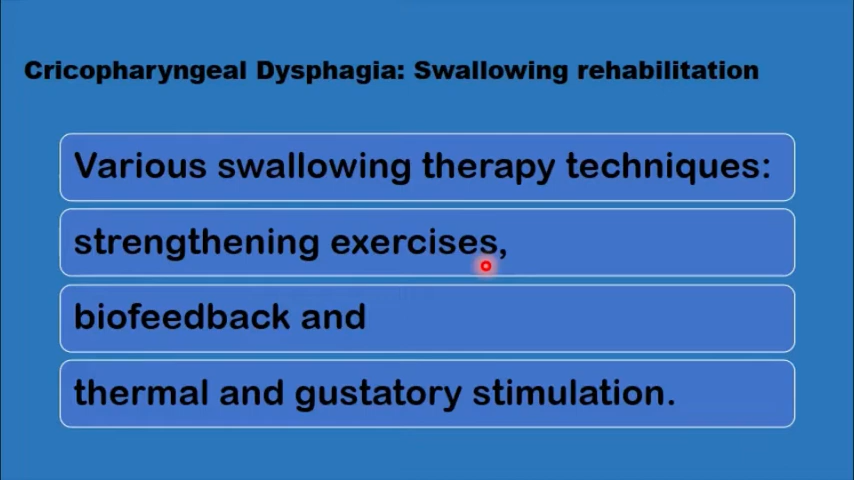 Cricopharyngeal Dysphagia: Swallowing rehabilitation
Various swallowing therapy techniques:
strengthening exercises,
biofeedback and
thermal and gustatory stimulation.